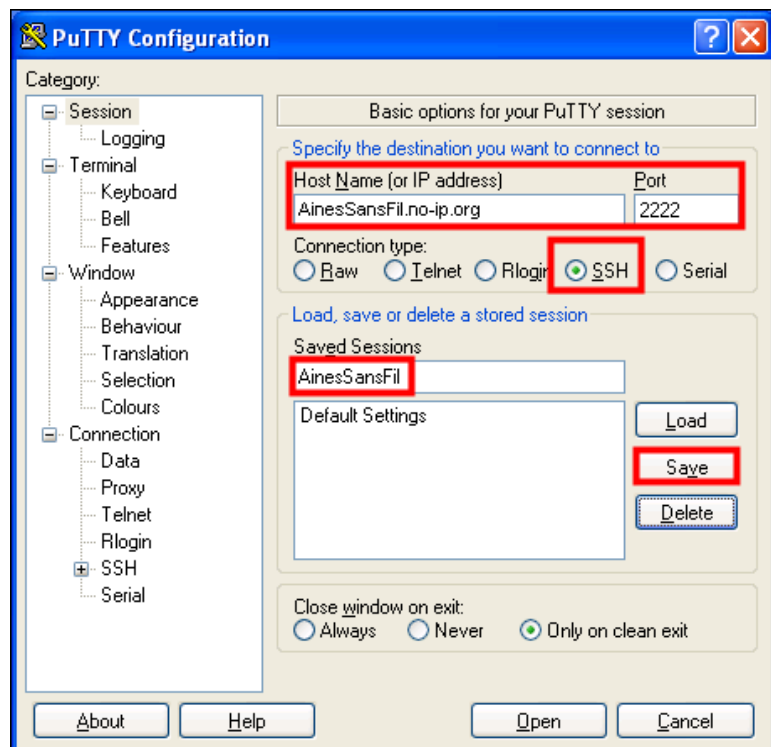 PuTTY Configuration
Category:
Session
Logging
Terminal
Keyboard
Bell
Features
Window
Appearance
Behaviour
Translation
Selection
Colours
Connection
Data
Proxy
Telnet
Rlogin
SSH
Serial
Basic options for your PuTTY session
Specify the destination you want to connect to
Host Name (or IP address) Port
AinesSansFil.no-ip.org 2222
Connection type:
Raw Telnet Rlogin SSH Serial
Load, save or delete a stored session
Saved Sessions
AinesSansFil
Default Settings
Load
Save
Delete
Close window on exit:
Always Never Only on clean exit
About Help Open Cancel